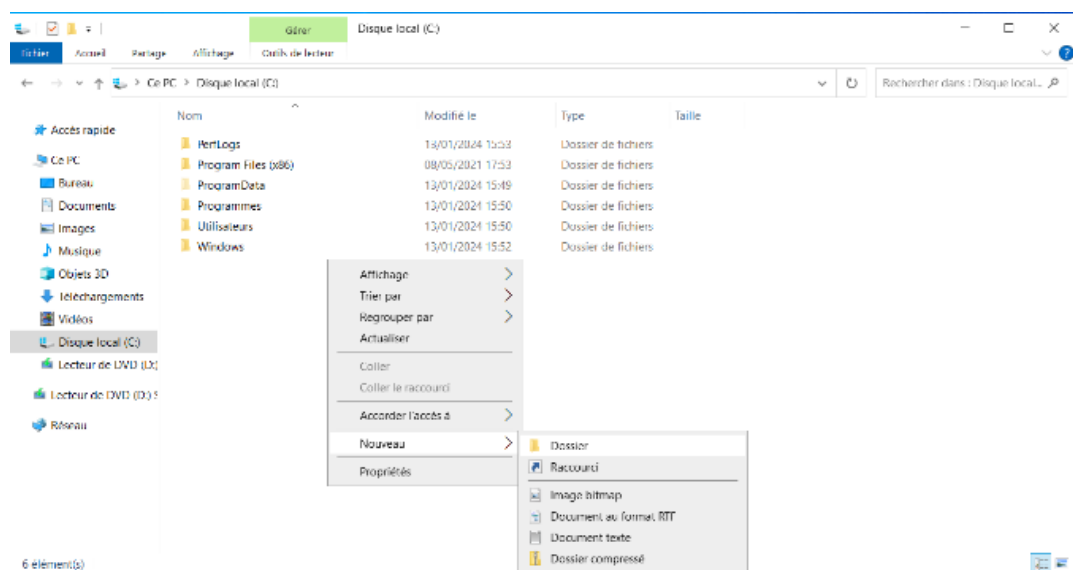 Gérer
Disque local (C:)
Fichier Accueil Partage Affichage Outils de lecteur
Ce PC > Disque local (C:)
Rechercher dans : Disque local...
Nom Modifié le Type Taille
Accès rapide
PerfLogs 13/01/2024 15:53 Dossier de fichiers
Ce PC
Program Files (x86) 08/05/2021 17:53 Dossier de fichiers
Bureau
ProgramData 13/01/2024 15:49 Dossier de fichiers
Documents
Programmes 13/01/2024 15:50 Dossier de fichiers
Images
Utilisateurs 13/01/2024 15:50 Dossier de fichiers
Musique
Windows 13/01/2024 15:52 Dossier de fichiers
Objets 3D
Téléchargements
Vidéos
Disque local (C:)
Lecteur de DVD (D:)
Lecteur de DVD (D:) S
Réseau
Affichage
Trier par
Regrouper par
Actualiser
Coller
Coller le raccourci
Accorder l'accès à
Nouveau
Propriétés
Dossier
Raccourci
Image bitmap
Document au format RTF
Document texte
Dossier compressé
6 élément(s)